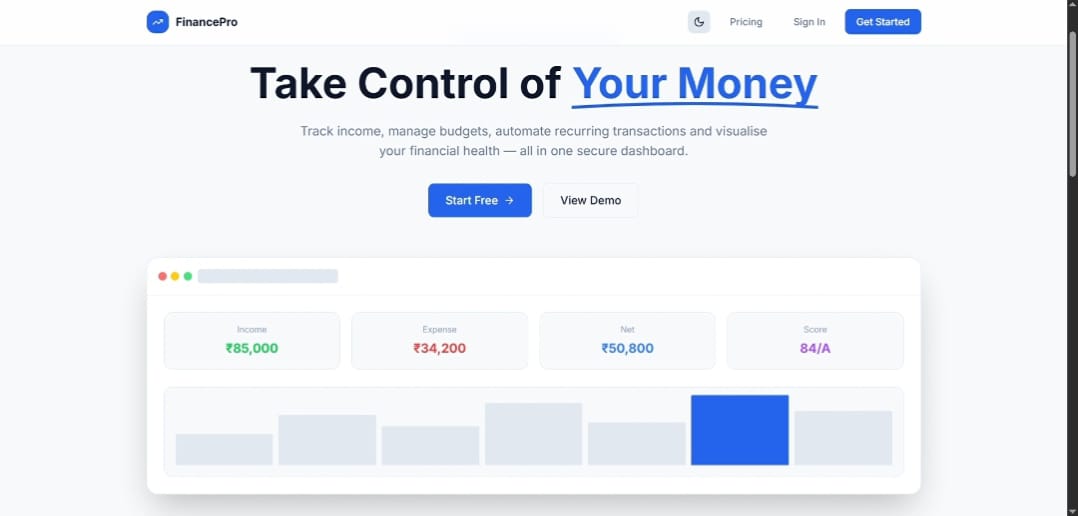 FinancePro
Pricing
Sign In
Get Started
Take Control of Your Money
Track income, manage budgets, automate recurring transactions and visualise
your financial health — all in one secure dashboard.
Start Free →
View Demo
Income
₹85,000
Expense
₹34,200
Net
₹50,800
Score
84/A